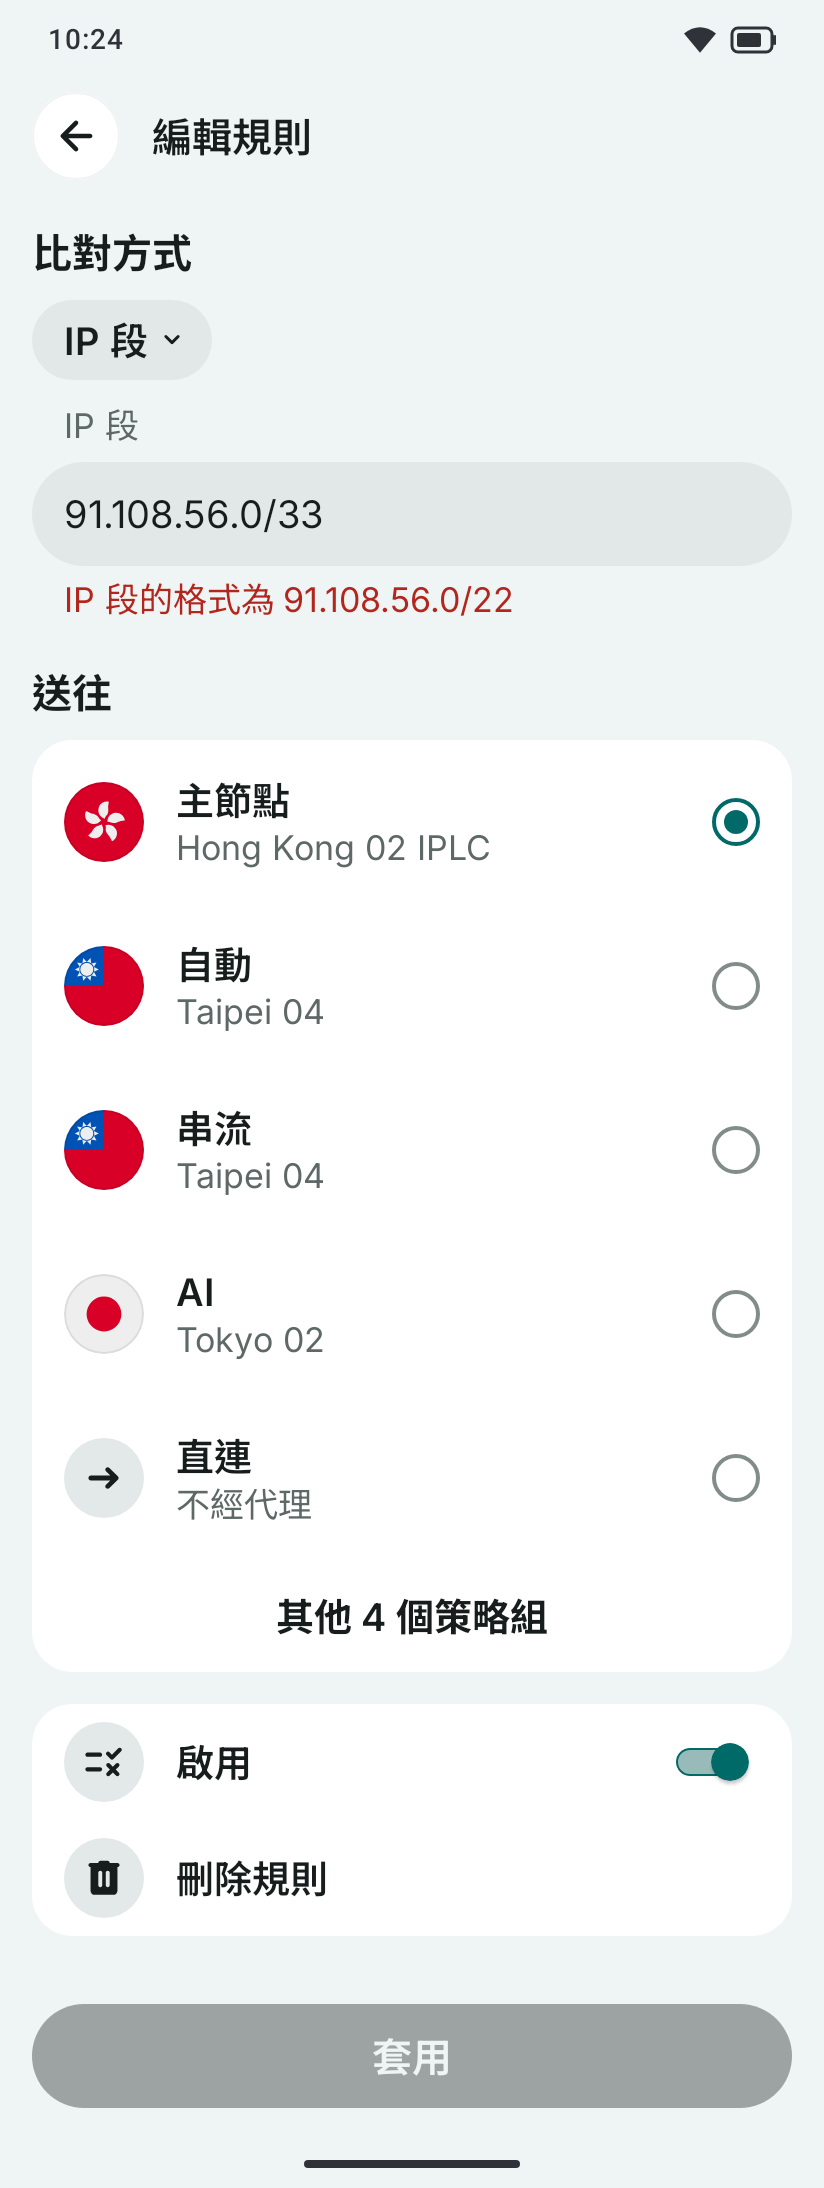 10:24
編輯規則
比對方式
IP 段
IP 段
91.108.56.0/33
IP 段的格式為 91.108.56.0/22
送往
主節點
Hong Kong 02 IPLC
自動
Taipei 04
串流
Taipei 04
AI
Tokyo 02
直連
不經代理
其他 4 個策略組
啟用
刪除規則
套用